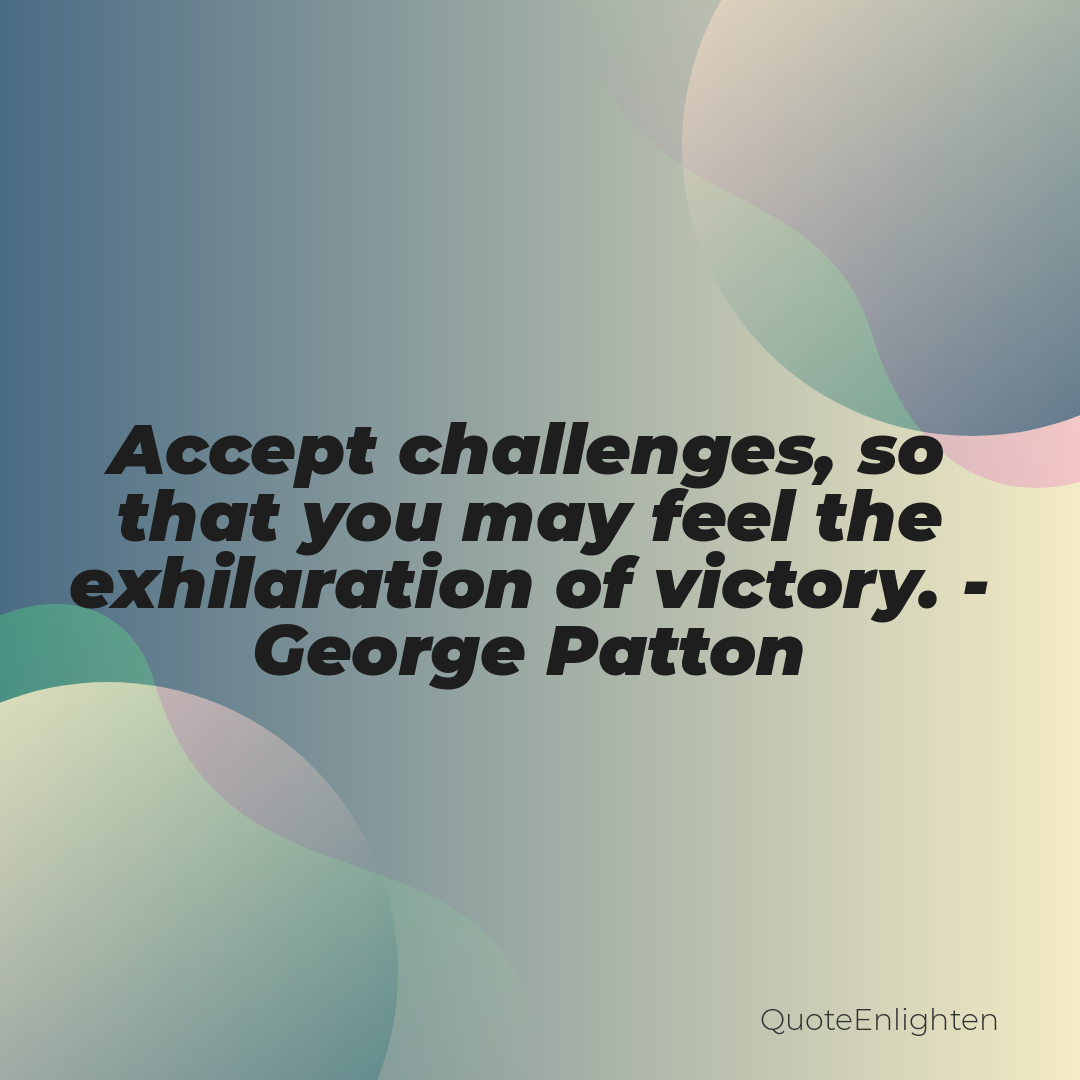 Accept challenges, so
that you may feel the
exhilaration of victory. -
George Patton
QuoteEnlighten